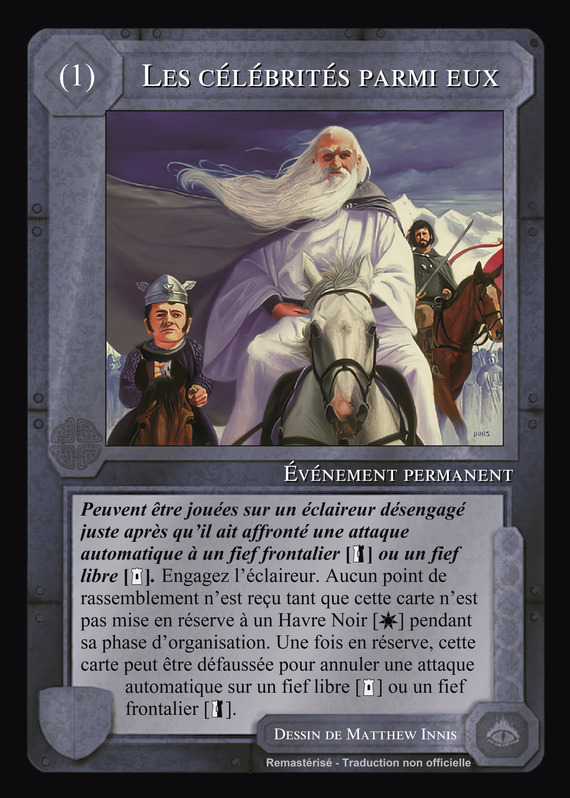 (1)
Les célébrités parmi eux
INNIS
Événement permanent
Peuvent être jouées sur un éclaireur désengagé
juste après qu'il ait affronté une attaque
automatique à un fief frontalier [ ] ou un fief
libre [ ]. Engagez l'éclaireur. Aucun point de
rassemblement n'est reçu tant que cette carte n'est
pas mise en réserve à un Havre Noir [ ] pendant
sa phase d'organisation. Une fois en réserve, cette
carte peut être défaussée pour annuler une attaque
automatique sur un fief libre [ ] ou un fief
frontalier [ ].
Dessin de Matthew Innis
Remastérisé - Traduction non officielle